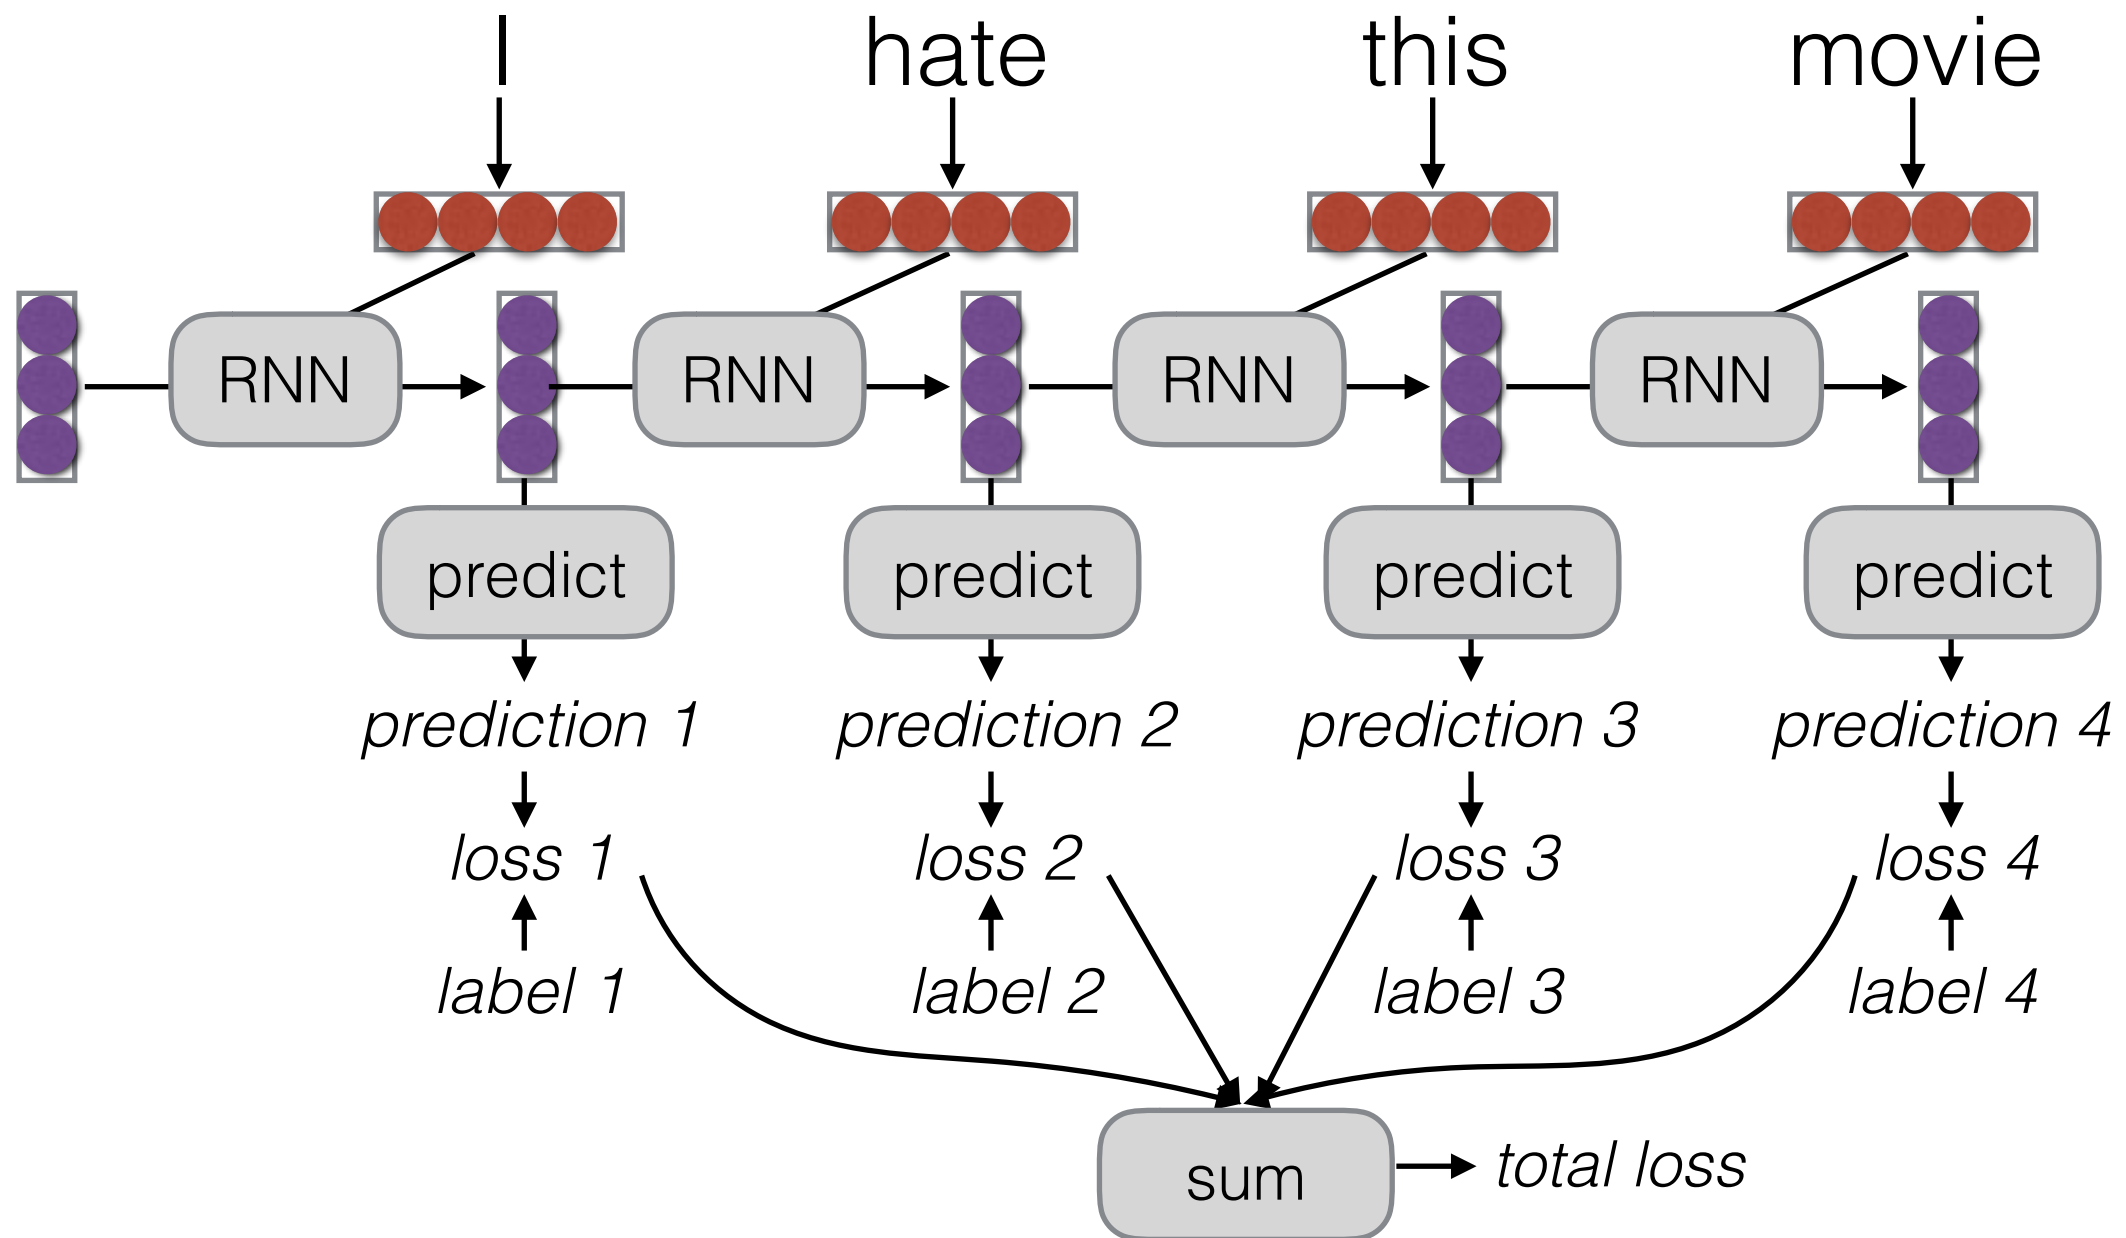 I hate this movie
RNN RNN RNN RNN
predict predict predict predict
prediction 1 prediction 2 prediction 3 prediction 4
loss 1 loss 2 loss 3 loss 4
label 1 label 2 label 3 label 4
sum total loss